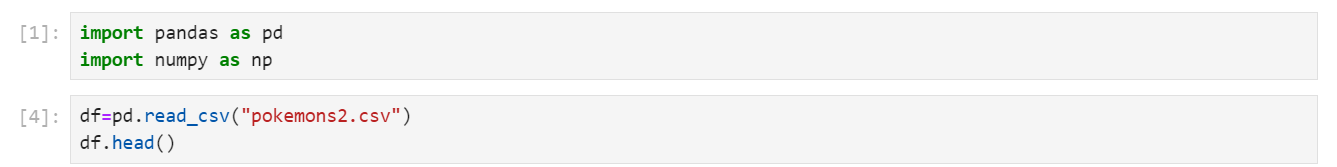 [1]: import pandas as pd
import numpy as np
[4]: df=pd.read_csv("pokemons2.csv")
df.head()